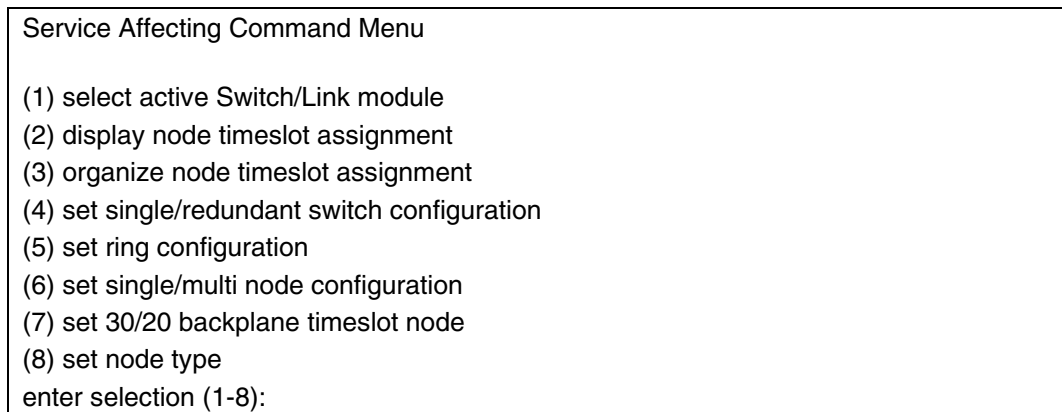 Service Affecting Command Menu
(1) select active Switch/Link module
(2) display node timeslot assignment
(3) organize node timeslot assignment
(4) set single/redundant switch configuration
(5) set ring configuration
(6) set single/multi node configuration
(7) set 30/20 backplane timeslot node
(8) set node type
enter selection (1-8):